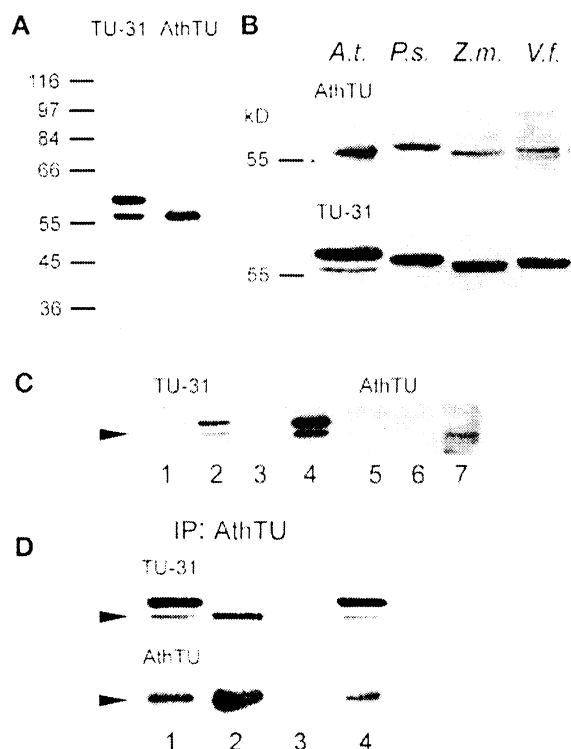 A
TU-31 AthTU
116
97
84
66
55
45
36
B
A.t. P.s. Z.m. V.f.
AthTU
kD
55
TU-31
55
C
TU-31 AthTU
1 2 3 4 5 6 7
D
IP: AthTU
TU-31
AthTU
1 2 3 4